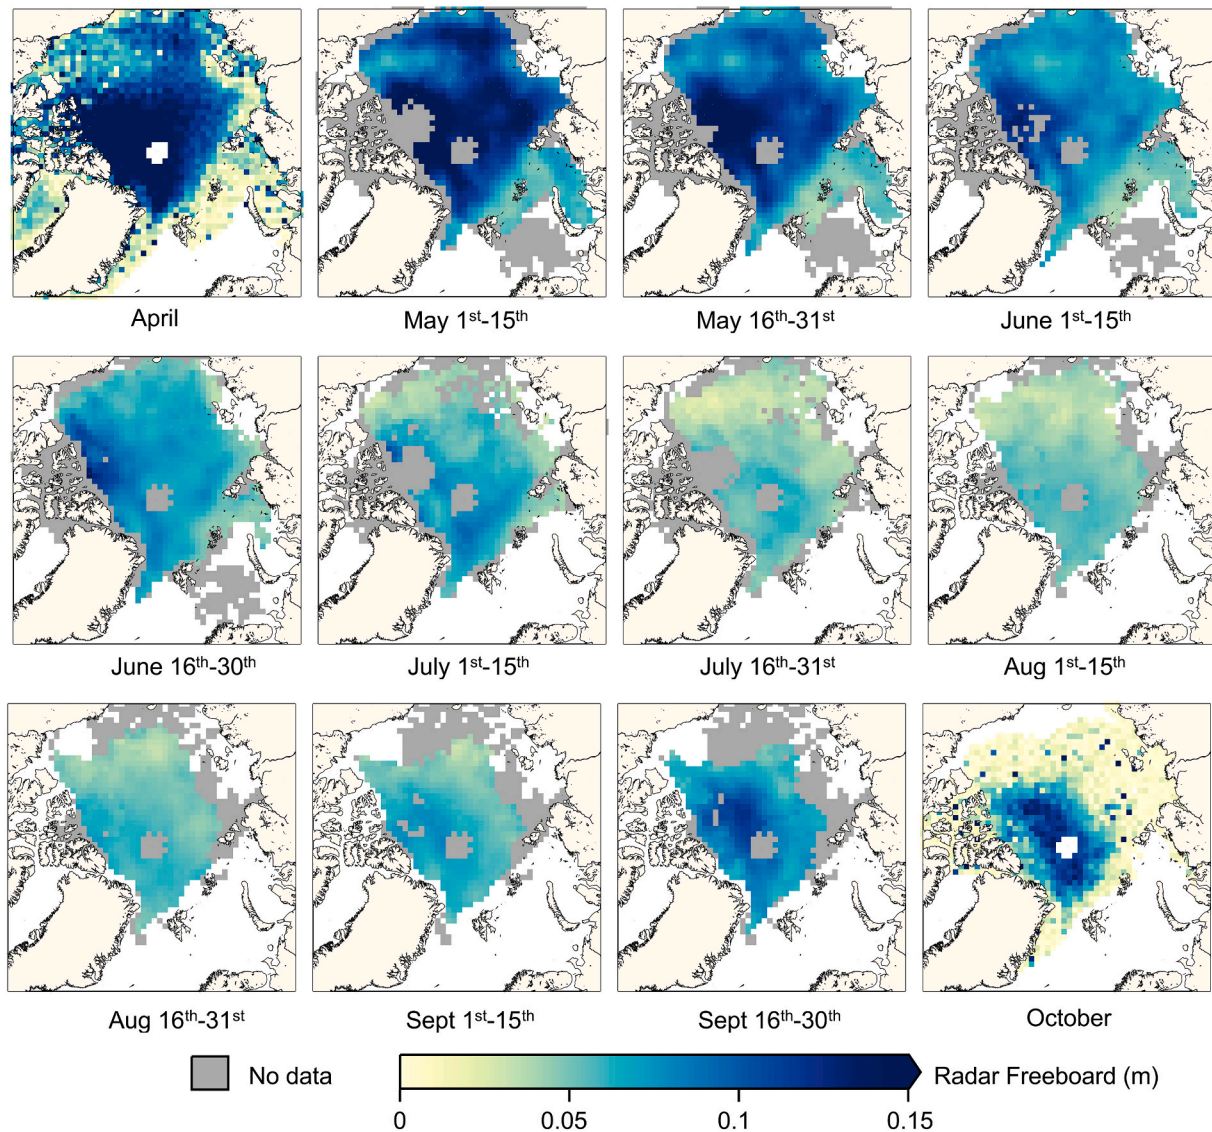 April
May 1st-15th
May 16th-31st
June 1st-15th
June 16th-30th
July 1st-15th
July 16th-31st
Aug 1st-15th
Aug 16th-31st
Sept 1st-15th
Sept 16th-30th
October
No data
Radar Freeboard (m)
0
0.05
0.1
0.15